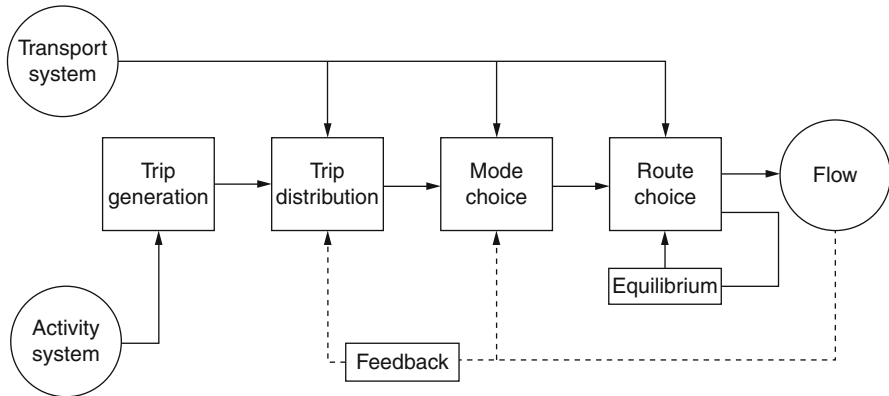 Transport
system
Trip
generation
Trip
distribution
Mode
choice
Route
choice
Flow
Equilibrium
Activity
system
Feedback